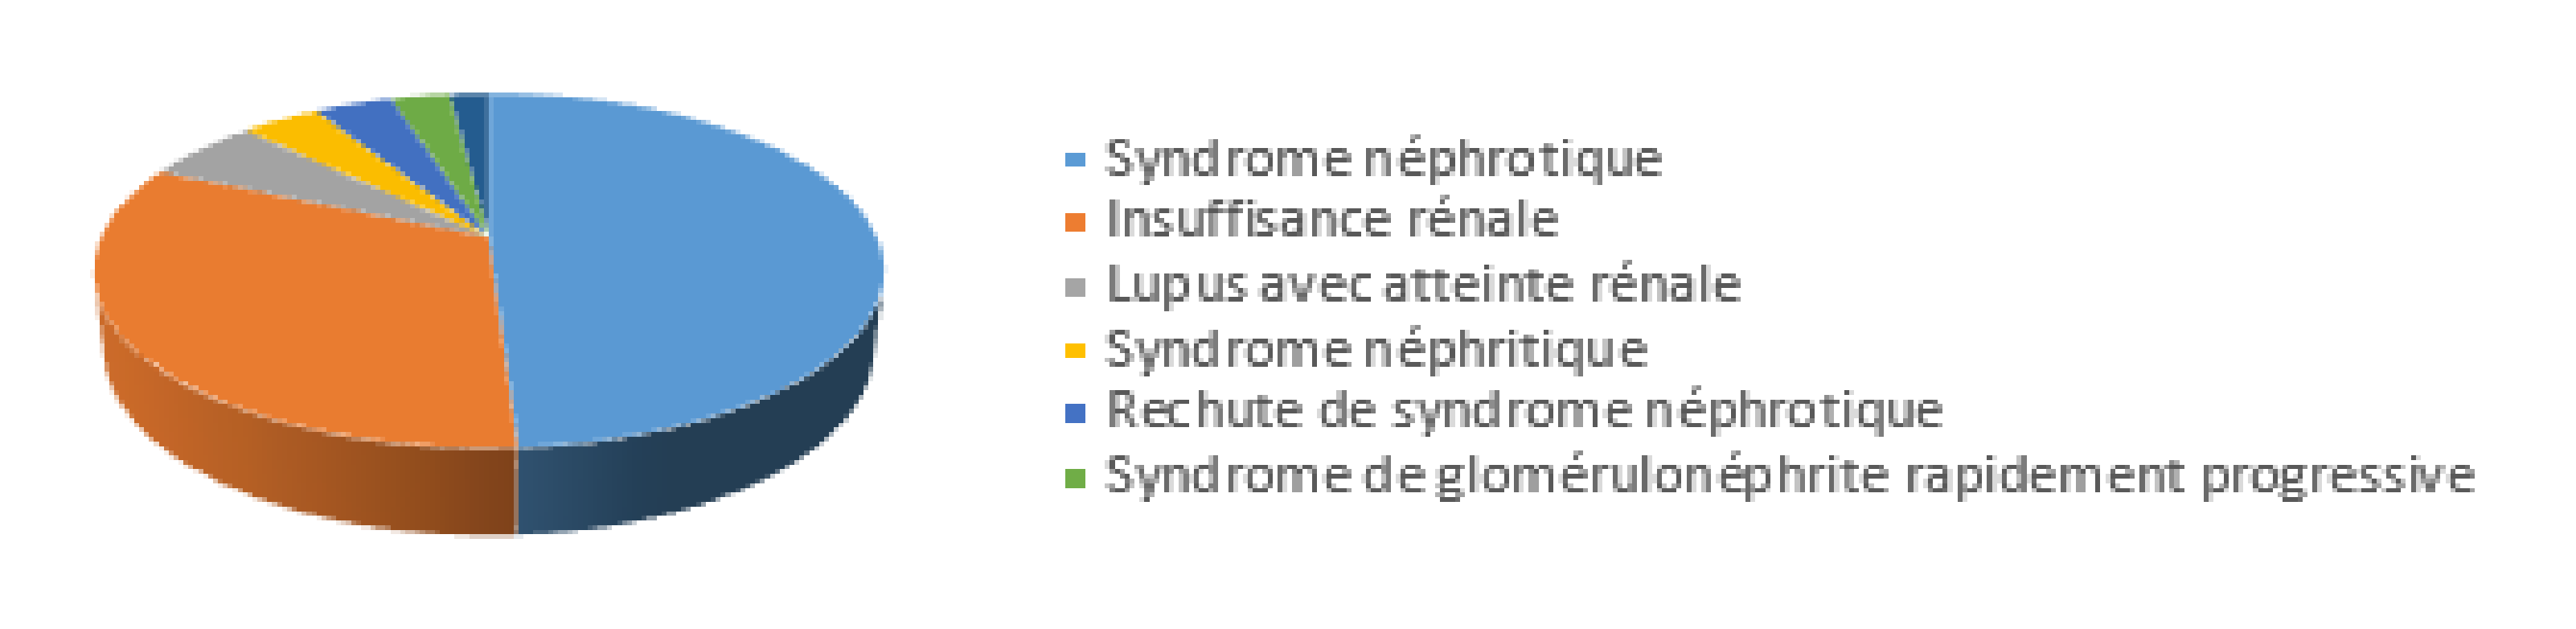 Syndrome néphrotique
Insuffisance rénale
Lupus avec atteinte rénale
Syndrome néphritique
Rechute de syndrome néphrotique
Syndrome de glomérulonéphrite rapidement progressive